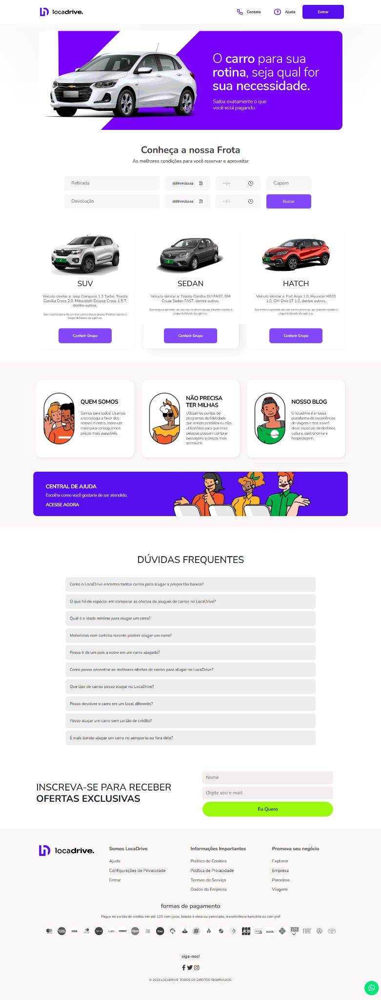 locadrive.
Contato
Ajuda
Entrar
O carro para sua
rotina, seja qual for
sua necessidade.
Saiba exatamente o que
você está pagando.
Conheça a nossa Frota
As melhores condições para você reservar e aproveitar
Retirada
dd/mm/aaaa
--:--
Cupom
Devolução
dd/mm/aaaa
--:--
Buscar
SUV
Veículo similar a: Jeep Compass 1.3 Turbo, Toyota
Corolla Cross 2.0, Mitsubishi Eclipse Cross 1.5 T,
dentre outros.
Sua reserva garante um dos carros desse grupo. Modelo sujeito à
disponibilidade da agência.
Conferir Grupo
SEDAN
Veículo similar a: Toyota Corolla GLI FAST, GM
Cruze Sedan FAST, dentre outros.
Sua reserva garante um dos carros desse grupo. Modelo sujeito à
disponibilidade da agência.
Conferir Grupo
HATCH
Veículo similar a: Fiat Argo 1.0, Hyundai HB20
1.0, GM Onix LT 1.0, dentre outros.
Sua reserva garante um dos carros desse grupo. Modelo sujeito à
disponibilidade da agência.
Conferir Grupo
QUEM SOMOS
Somos para todos! Usamos
a tecnologia a favor dos
nossos clientes, como um
meio para conseguirmos
preços mais acessíveis.
NÃO PRECISA
TER MILHAS
Utilizamos pontos de
programas de fidelidade
que seriam perdidos ou não
utilizaVdos para que mais
pessoas possam comprar
passagens a preços mais
acessíveis.
NOSSO BLOG
O locadrive é a nossa
plataforma de experiências
de viagem e traz a você
dicas especiais de destinos,
cultura, gastronomia e
hospedagem.
CENTRAL DE AJUDA
Escolha como você gostaria de ser atendido.
ACESSE AGORA
DÚVIDAS FREQUENTES
Como o LocaDrive encontra tantos carros para alugar a preços tão baixos?
O que há de especial em comparar as ofertas de aluguel de carros no LocaDrive?
Qual é a idade mínima para alugar um carro?
Motoristas com carteira recente podem alugar um carro?
Posso ir de um país a outro em um carro alugado?
Como posso encontrar as melhores ofertas de carros para alugar no LocaDrive?
Que tipo de carros posso alugar no LocaDrive?
Posso devolver o carro em um local diferente?
Posso alugar um carro sem cartão de crédito?
É mais barato alugar um carro no aeroporto ou fora dele?
INSCREVA-SE PARA RECEBER
OFERTAS EXCLUSIVAS
Nome
Digite seu e-mail
Eu Quero
locadrive.
Somos LocaDrive
Ajuda
Configurações de Privacidade
Entrar
Informações Importantes
Política de Cookies
Política de Privacidade
Termos de Serviço
Dados da Empresa
Promova seu negócio
Explorar
Empresa
Parceiros
Viagens
formas de pagamento
Pague no cartão de crédito em até 12X com juros, boleto à vista ou parcelado, transferência bancária ou com pix!
VISA
elo
CREDZ
Hiper
Itaú
JCB
AURA
FIAT
siga-nos!
© 2023 LOCADRIVE. TODOS OS DIREITOS RESERVADOS.